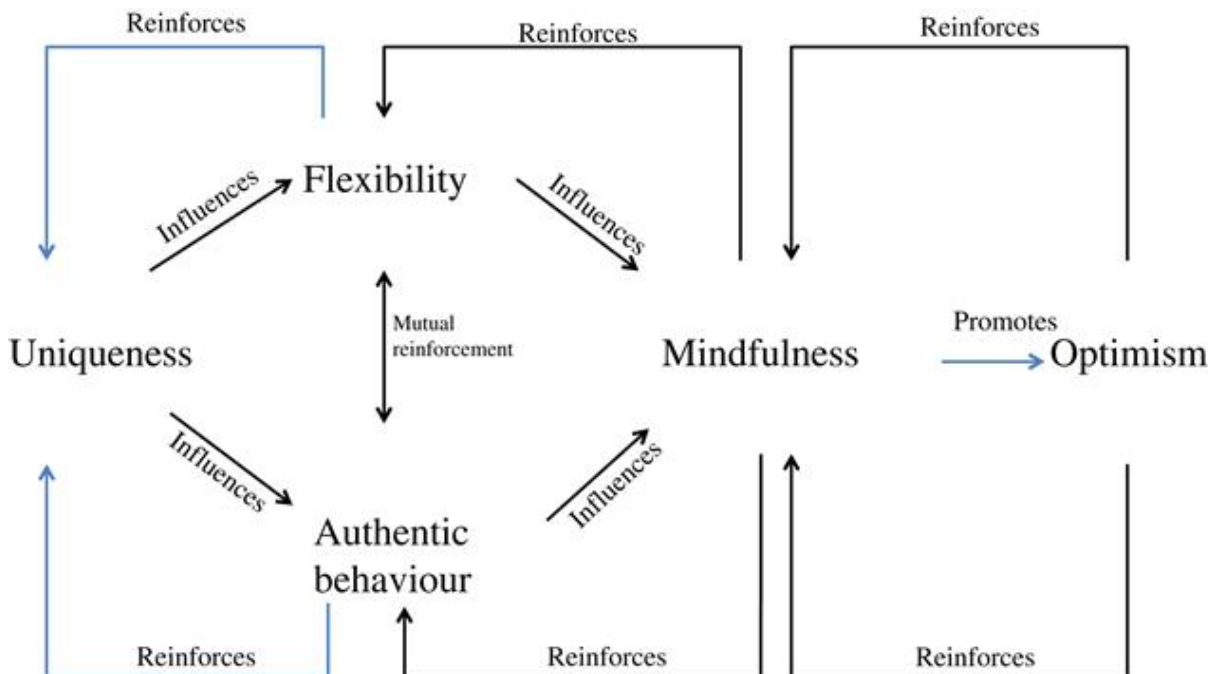 Reinforces
Reinforces
Reinforces
Flexibility
Influences
Influences
Mutual
reinforcement
Uniqueness
Mindfulness
Promotes
Optimism
Influences
Influences
Authentic
behaviour
Reinforces
Reinforces
Reinforces